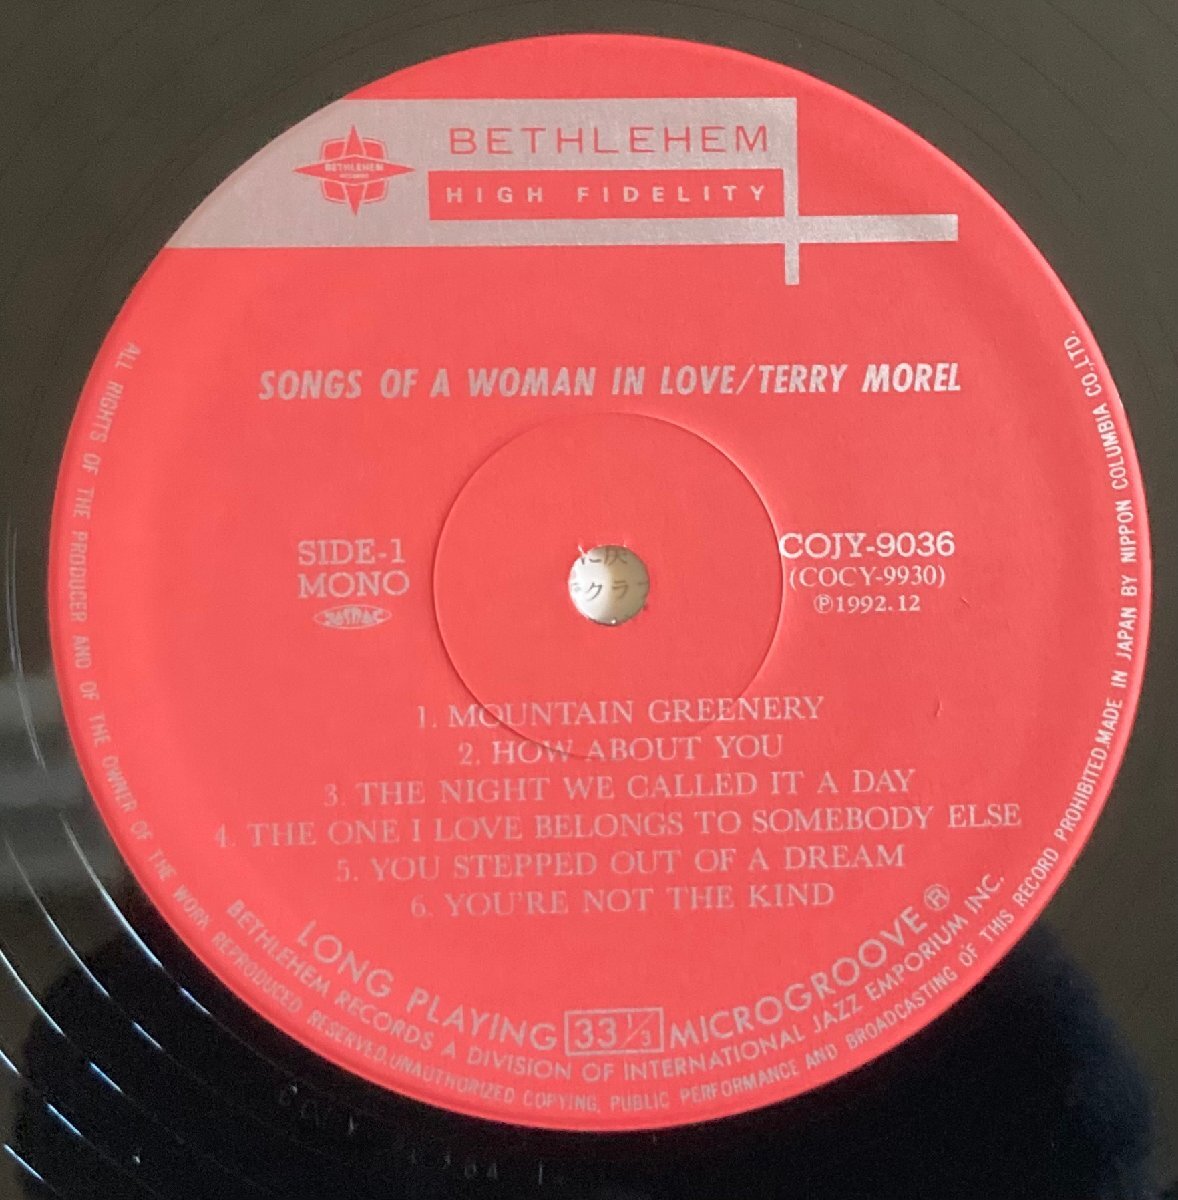 BETHLEHEM
BETHLEHEM
HIGH FIDELITY
SONGS OF A WOMAN IN LOVE/TERRY MOREL
SIDE-1
MONO
COJY-9036
(COCY-9930)
Ⓟ1992.12
1. MOUNTAIN GREENERY
2. HOW ABOUT YOU
3. THE NIGHT WE CALLED IT A DAY
4. THE ONE I LOVE BELONGS TO SOMEBODY ELSE
5. YOU STEPPED OUT OF A DREAM
6. YOU'RE NOT THE KIND
LONG PLAYING 33 1/3 MICROGROOVE ®
BETHLEHEM RECORDS A DIVISION OF INTERNATIONAL JAZZ EMPORIUM INC.
ALL RIGHTS OF THE PRODUCER AND OF THE OWNER OF THE WORK REPRODUCED RESERVED.UNAUTHORIZED COPYING, PUBLIC PERFORMANCE AND BROADCASTING OF THIS RECORD PROHIBITED.MADE IN JAPAN BY NIPPON COLUMBIA CO.LTD.